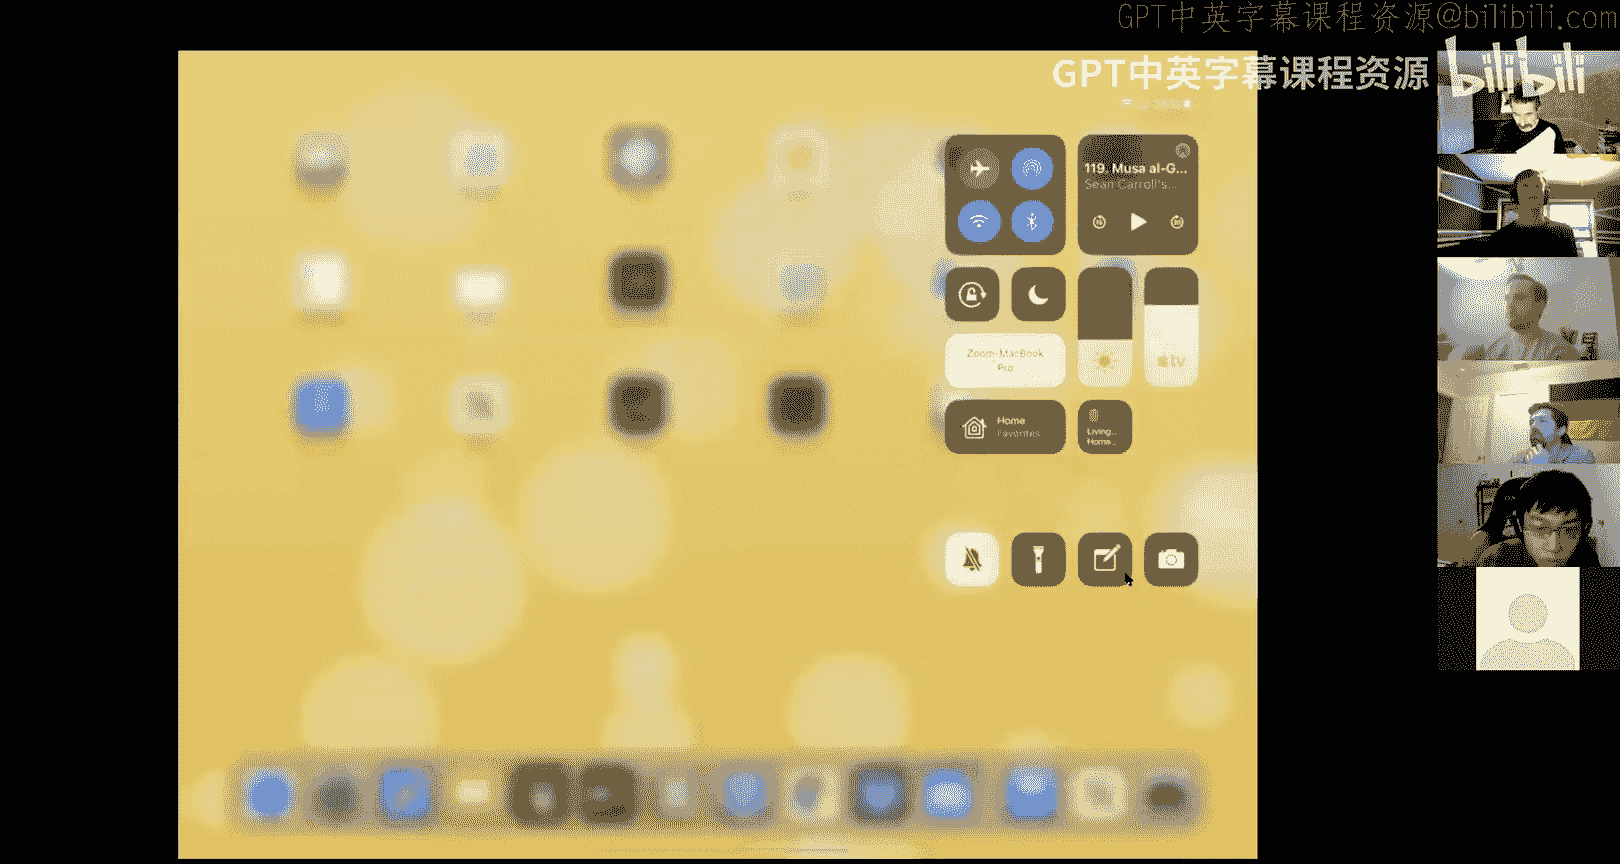 GPT中英字幕课程资源@bilibili.com
GPT中英字幕课程资源 bilibili
119. Musa al-G...
Sean Carroll's...
Zoom-MacBook
Pro
tv
Home
Favorites
Living...
Home...